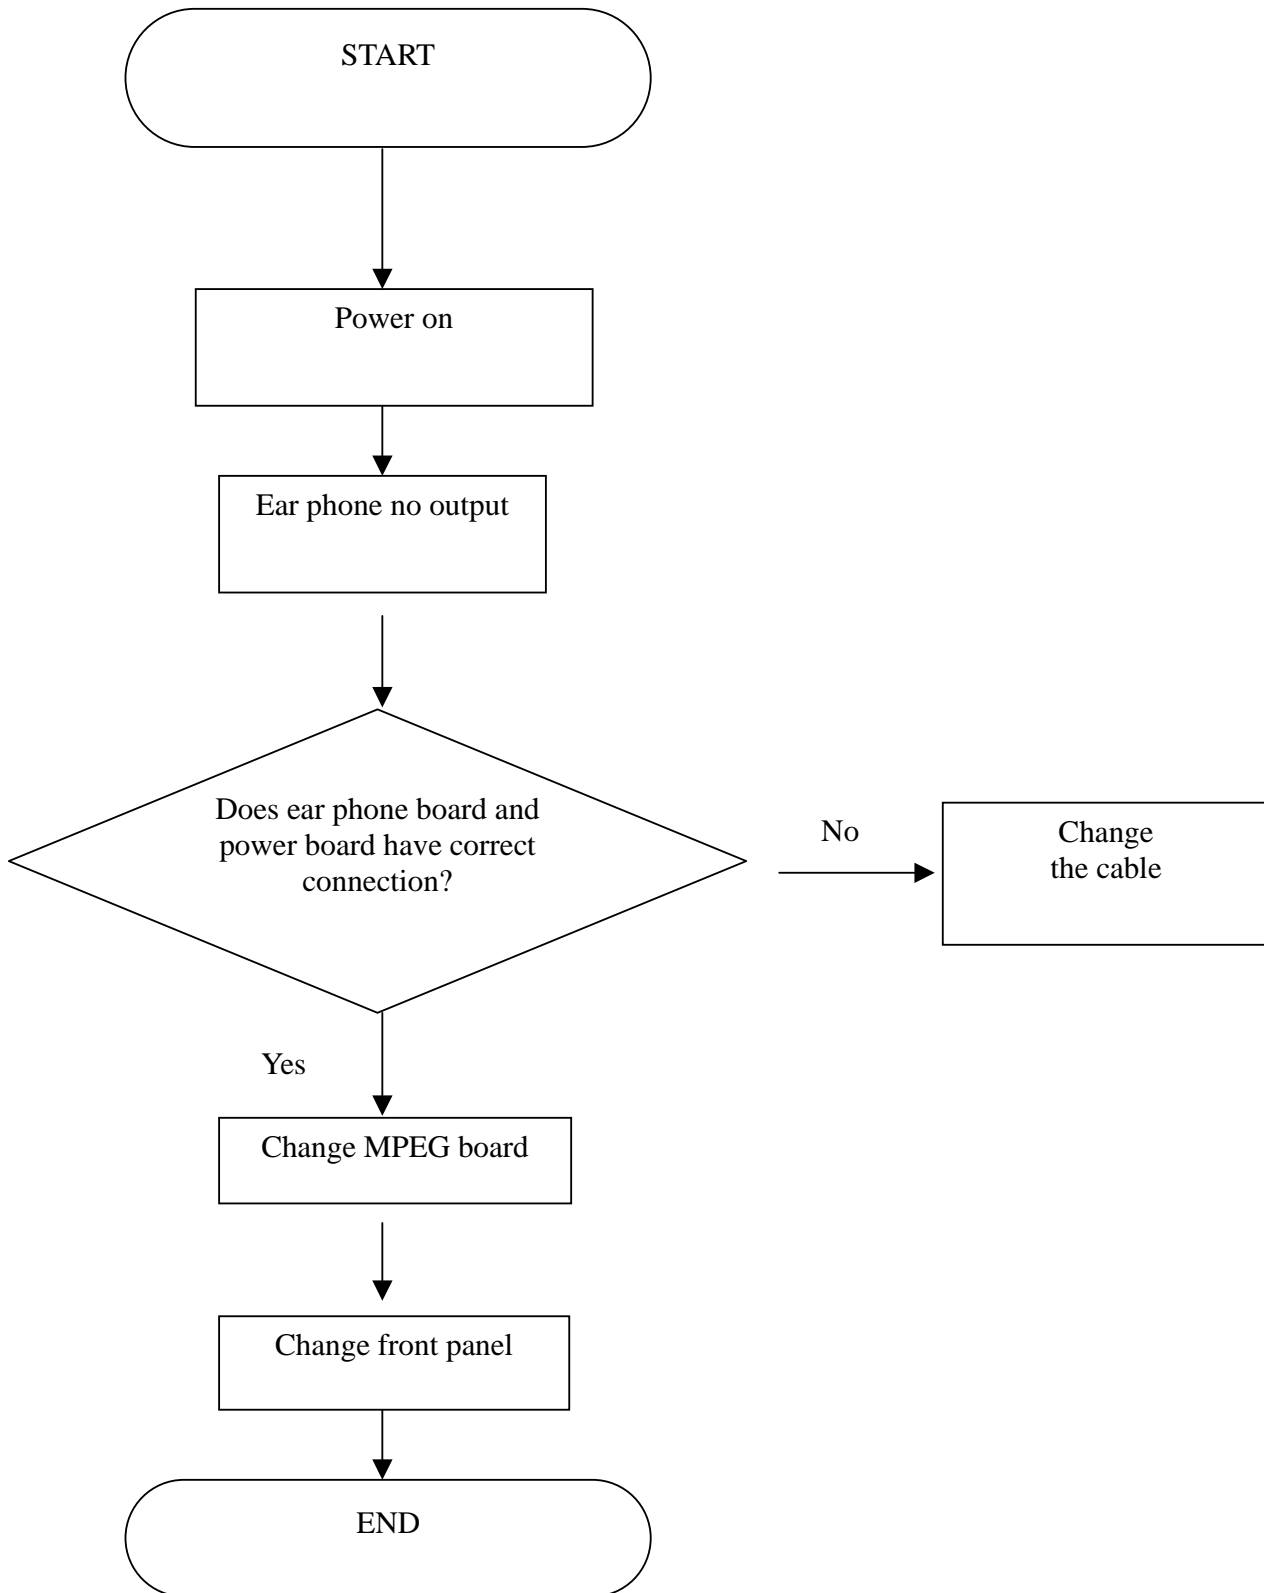 START
Power on
Ear phone no output
Does ear phone board and
power board have correct
connection?
No
Change
the cable
Yes
Change MPEG board
Change front panel
END